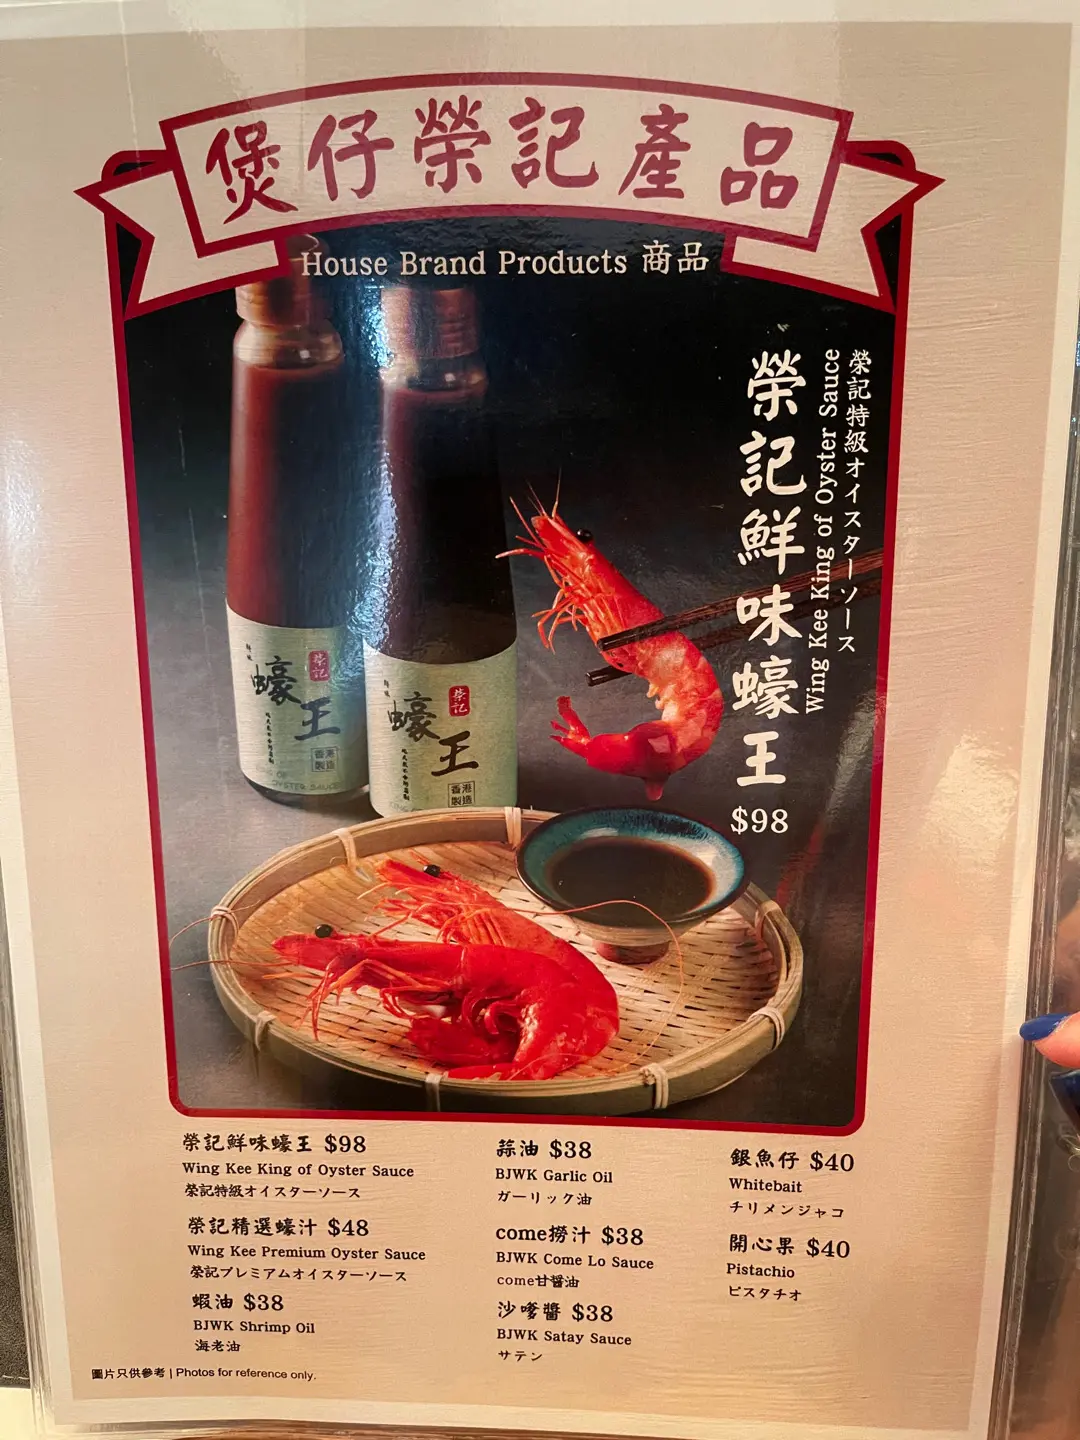 煲仔榮記產品
House Brand Products 商品
榮記特級オイスターソース
Wing Kee King of Oyster Sauce
榮記鮮味蠔王
$98
榮記
蠔王
香港
製造
OYSTER SAUCE
榮記
蠔王
香港
製造
榮記鮮味蠔王 $98
Wing Kee King of Oyster Sauce
榮記特級オイスターソース
榮記精選蠔汁 $48
Wing Kee Premium Oyster Sauce
榮記プレミアムオイスターソース
蝦油 $38
BJWK Shrimp Oil
海老油
蒜油 $38
BJWK Garlic Oil
ガーリック油
come撈汁 $38
BJWK Come Lo Sauce
come甘醤油
沙嗲醬 $38
BJWK Satay Sauce
サテン
銀魚仔 $40
Whitebait
チリメンジャコ
開心果 $40
Pistachio
ピスタチオ
圖片只供參考 | Photos for reference only.